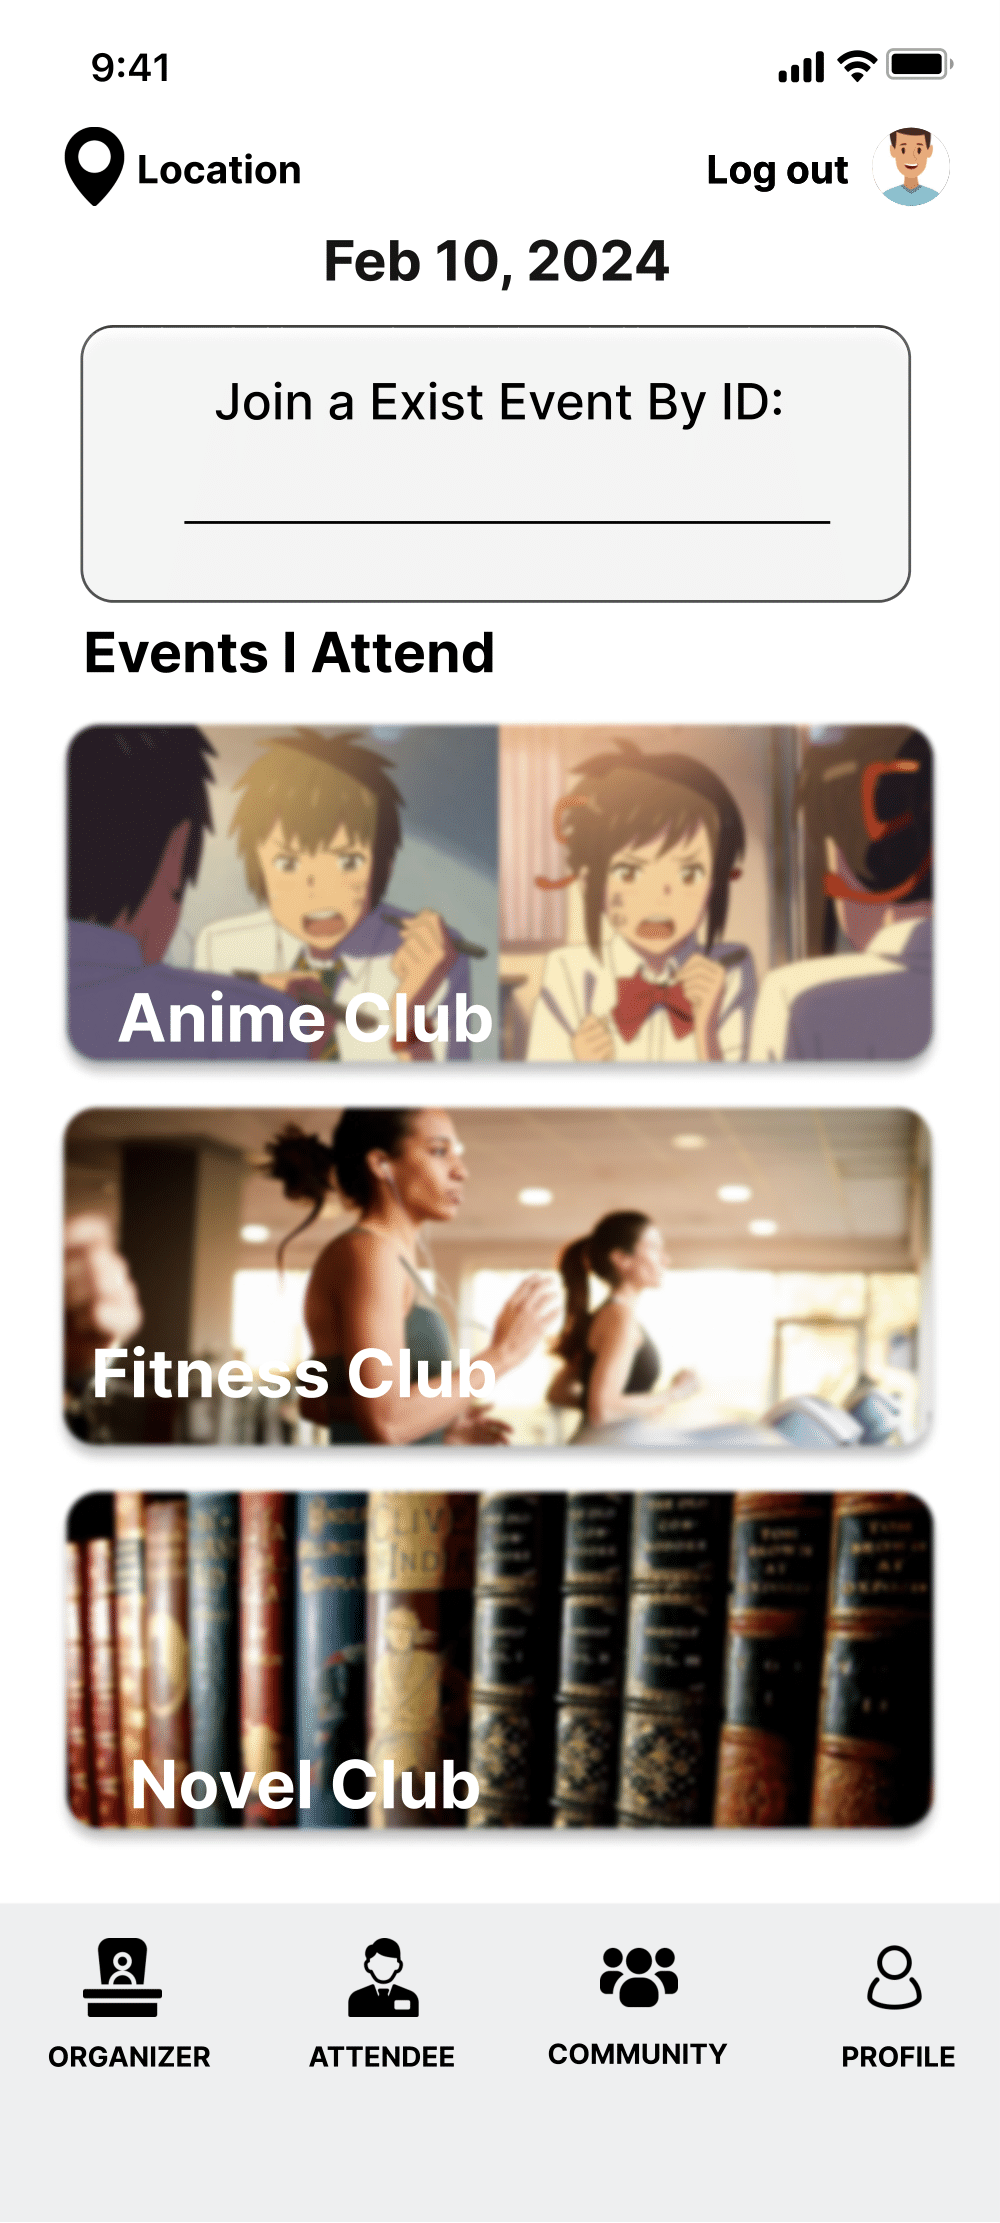 9:41
Location
Log out
Feb 10, 2024
Join a Exist Event By ID:
Events I Attend
Anime Club
Fitness Club
Novel Club
ORGANIZER
ATTENDEE
COMMUNITY
PROFILE